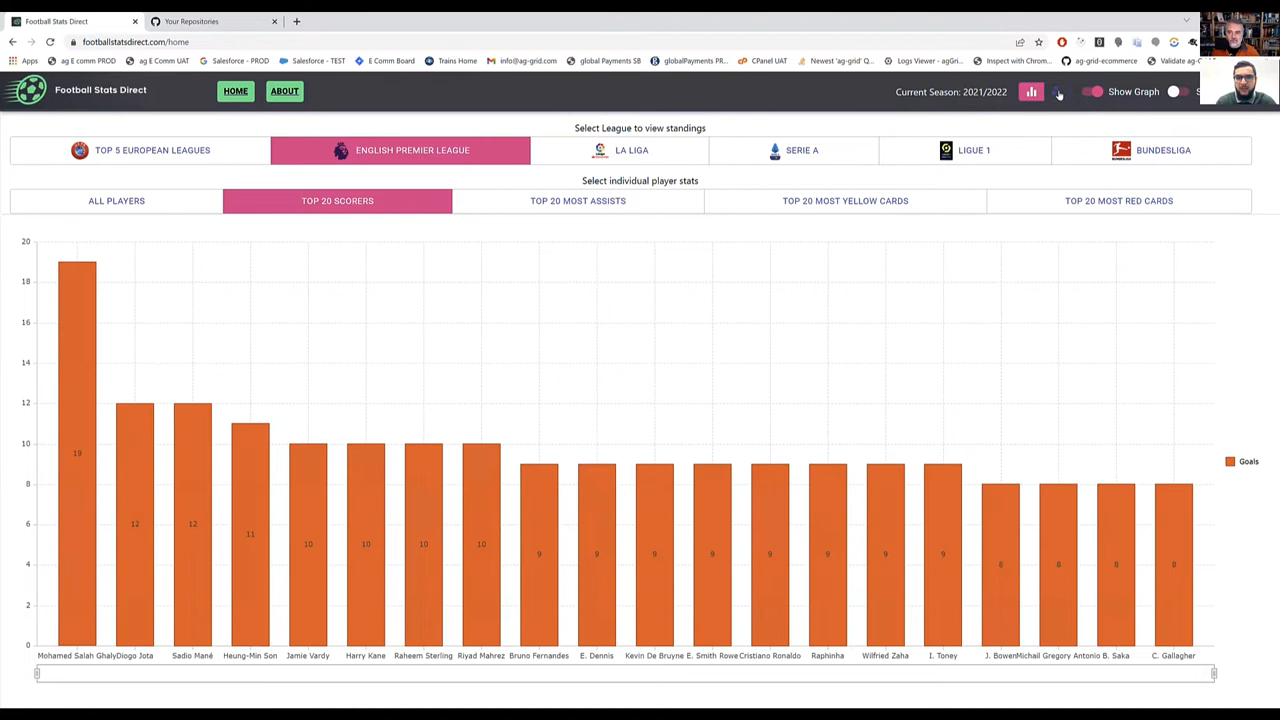 Football Stats Direct
Your Repositories
footballstatsdirect.com/home
Apps
ag E comm PROD
ag E Comm UAT
Salesforce - PROD
Salesforce - TEST
E Comm Board
Trains Home
info@ag-grid.com
global Payments SB
globalPayments PR...
CPanel UAT
Newest 'ag-grid' Q...
Logs Viewer - agGri...
Inspect with Chrom...
ag-grid-ecommerce
Validate ag-
Football Stats Direct
HOME
ABOUT
Current Season: 2021/2022
Show Graph
Select League to view standings
TOP 5 EUROPEAN LEAGUES
ENGLISH PREMIER LEAGUE
LA LIGA
SERIE A
LIGUE 1
BUNDESLIGA
Select individual player stats
ALL PLAYERS
TOP 20 SCORERS
TOP 20 MOST ASSISTS
TOP 20 MOST YELLOW CARDS
TOP 20 MOST RED CARDS
20
18
16
14
12
10
8
6
4
2
0
19
12
12
11
10
10
10
10
9
9
9
9
9
9
9
9
8
8
8
8
Goals
Mohamed Salah Ghaly
Diogo Jota
Sadio Mané
Heung-Min Son
Jamie Vardy
Harry Kane
Raheem Sterling
Riyad Mahrez
Bruno Fernandes
E. Dennis
Kevin De Bruyne
E. Smith Rowe
Cristiano Ronaldo
Raphinha
Wilfried Zaha
I. Toney
J. Bowen
Michail Gregory Antonio
B. Saka
C. Gallagher